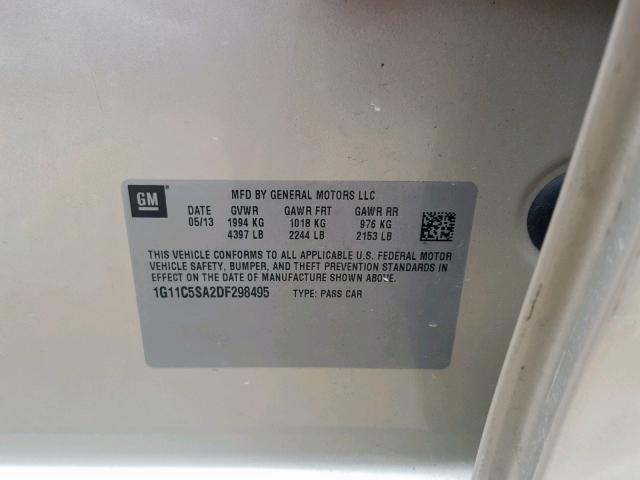 GM
MFD BY GENERAL MOTORS LLC
DATE GVWR GAWR FRT GAWR RR
05/13 1994 KG 1018 KG 976 KG
4397 LB 2244 LB 2153 LB
THIS VEHICLE CONFORMS TO ALL APPLICABLE U.S. FEDERAL MOTOR
VEHICLE SAFETY, BUMPER, AND THEFT PREVENTION STANDARDS IN
EFFECT ON THE DATE OF MANUFACTURE SHOWN ABOVE.
1G11C5SA2DF298495 TYPE: PASS CAR